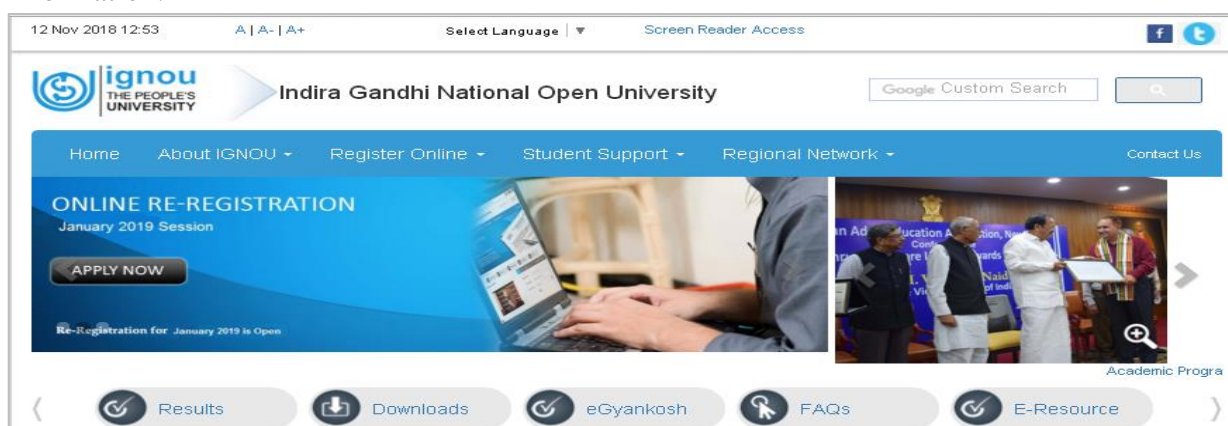 12 Nov 2018 12:53 A | A- | A+ Select Language ▼ Screen Reader Access
ignou
THE PEOPLE'S
UNIVERSITY
Indira Gandhi National Open University
Google Custom Search
Home About IGNOU Register Online Student Support Regional Network Contact Us
ONLINE RE-REGISTRATION
January 2019 Session
APPLY NOW
Re-Registration for January 2019 is Open
Academic Progra
Results Downloads eGyankosh FAQs E-Resource